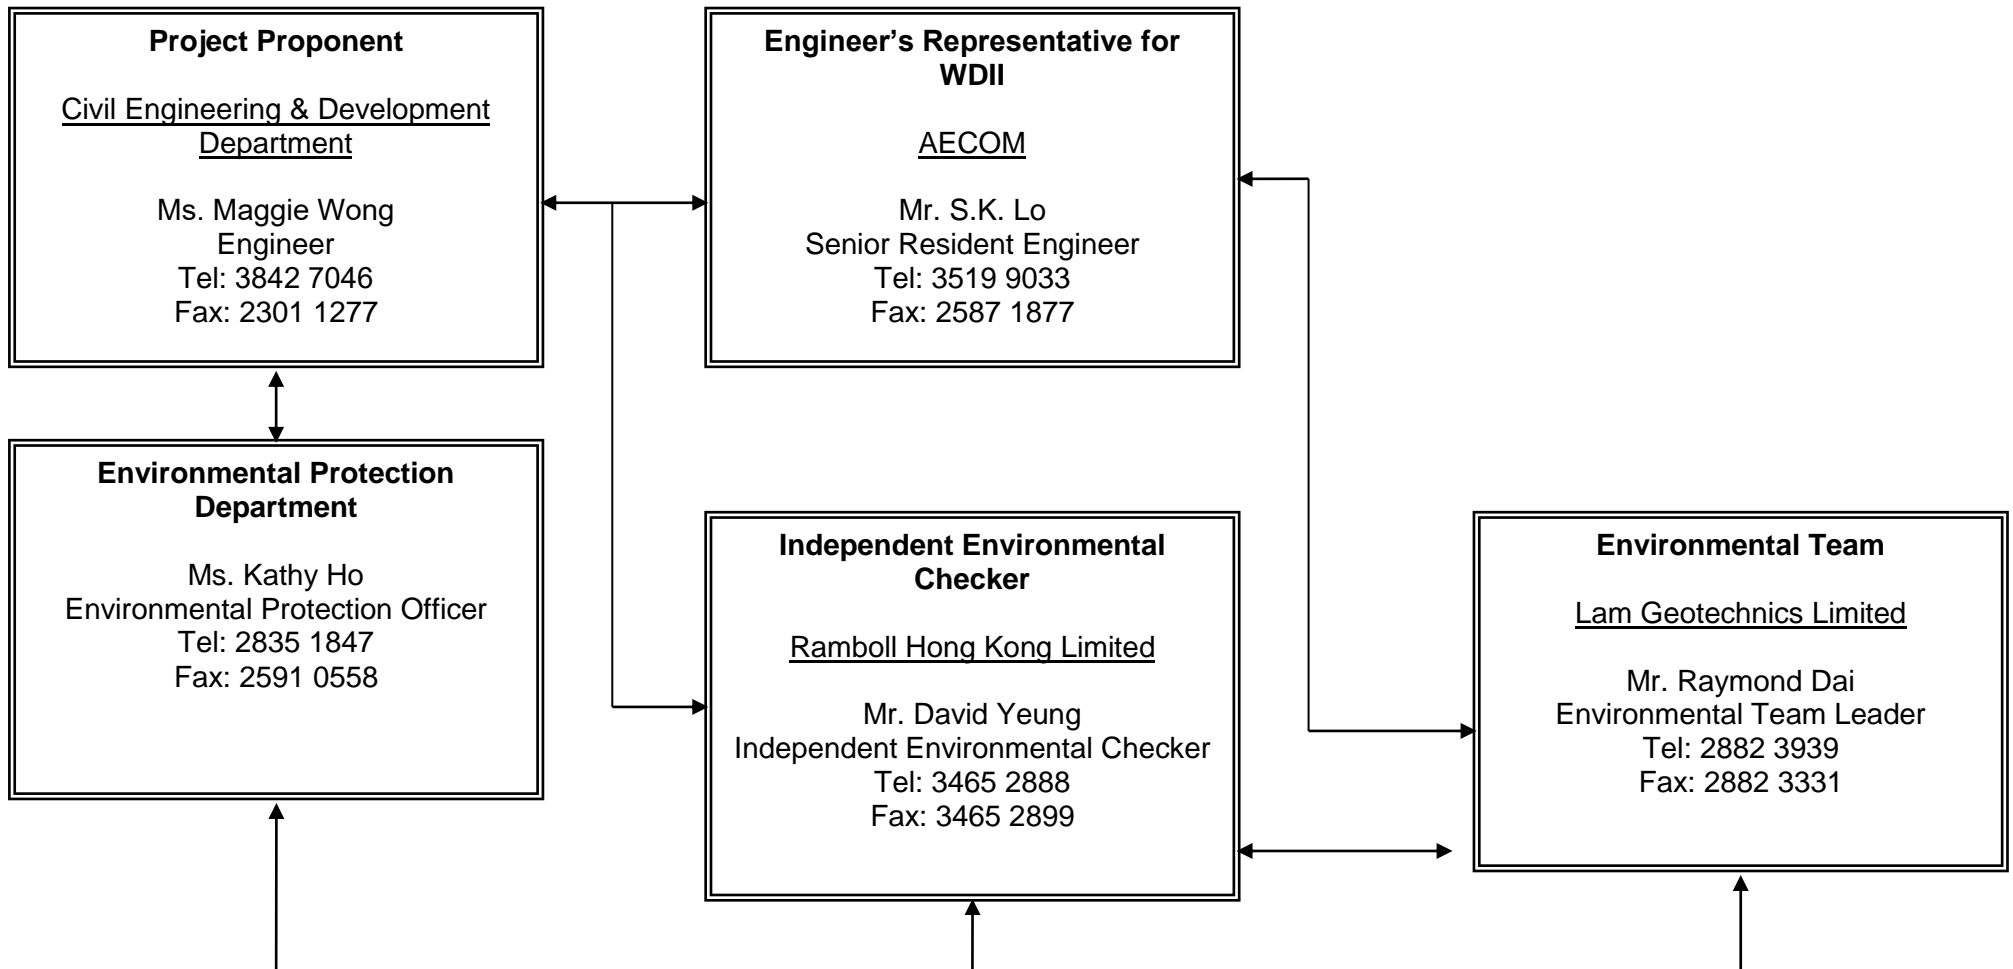 Project Proponent
Civil Engineering & Development
Department
Ms. Maggie Wong
Engineer
Tel: 3842 7046
Fax: 2301 1277
Engineer’s Representative for
WDII
AECOM
Mr. S.K. Lo
Senior Resident Engineer
Tel: 3519 9033
Fax: 2587 1877
Environmental Protection
Department
Ms. Kathy Ho
Environmental Protection Officer
Tel: 2835 1847
Fax: 2591 0558
Independent Environmental
Checker
Ramboll Hong Kong Limited
Mr. David Yeung
Independent Environmental Checker
Tel: 3465 2888
Fax: 3465 2899
Environmental Team
Lam Geotechnics Limited
Mr. Raymond Dai
Environmental Team Leader
Tel: 2882 3939
Fax: 2882 3331